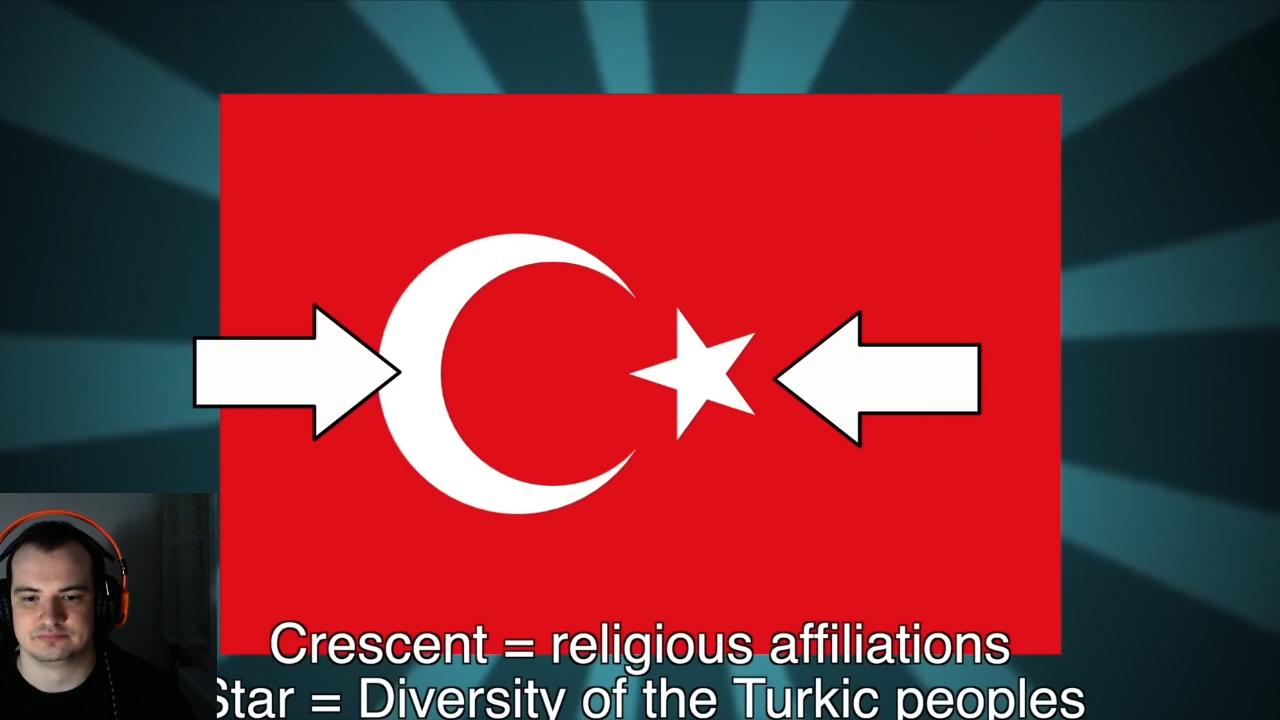 Crescent = religious affiliations
Star = Diversity of the Turkic peoples